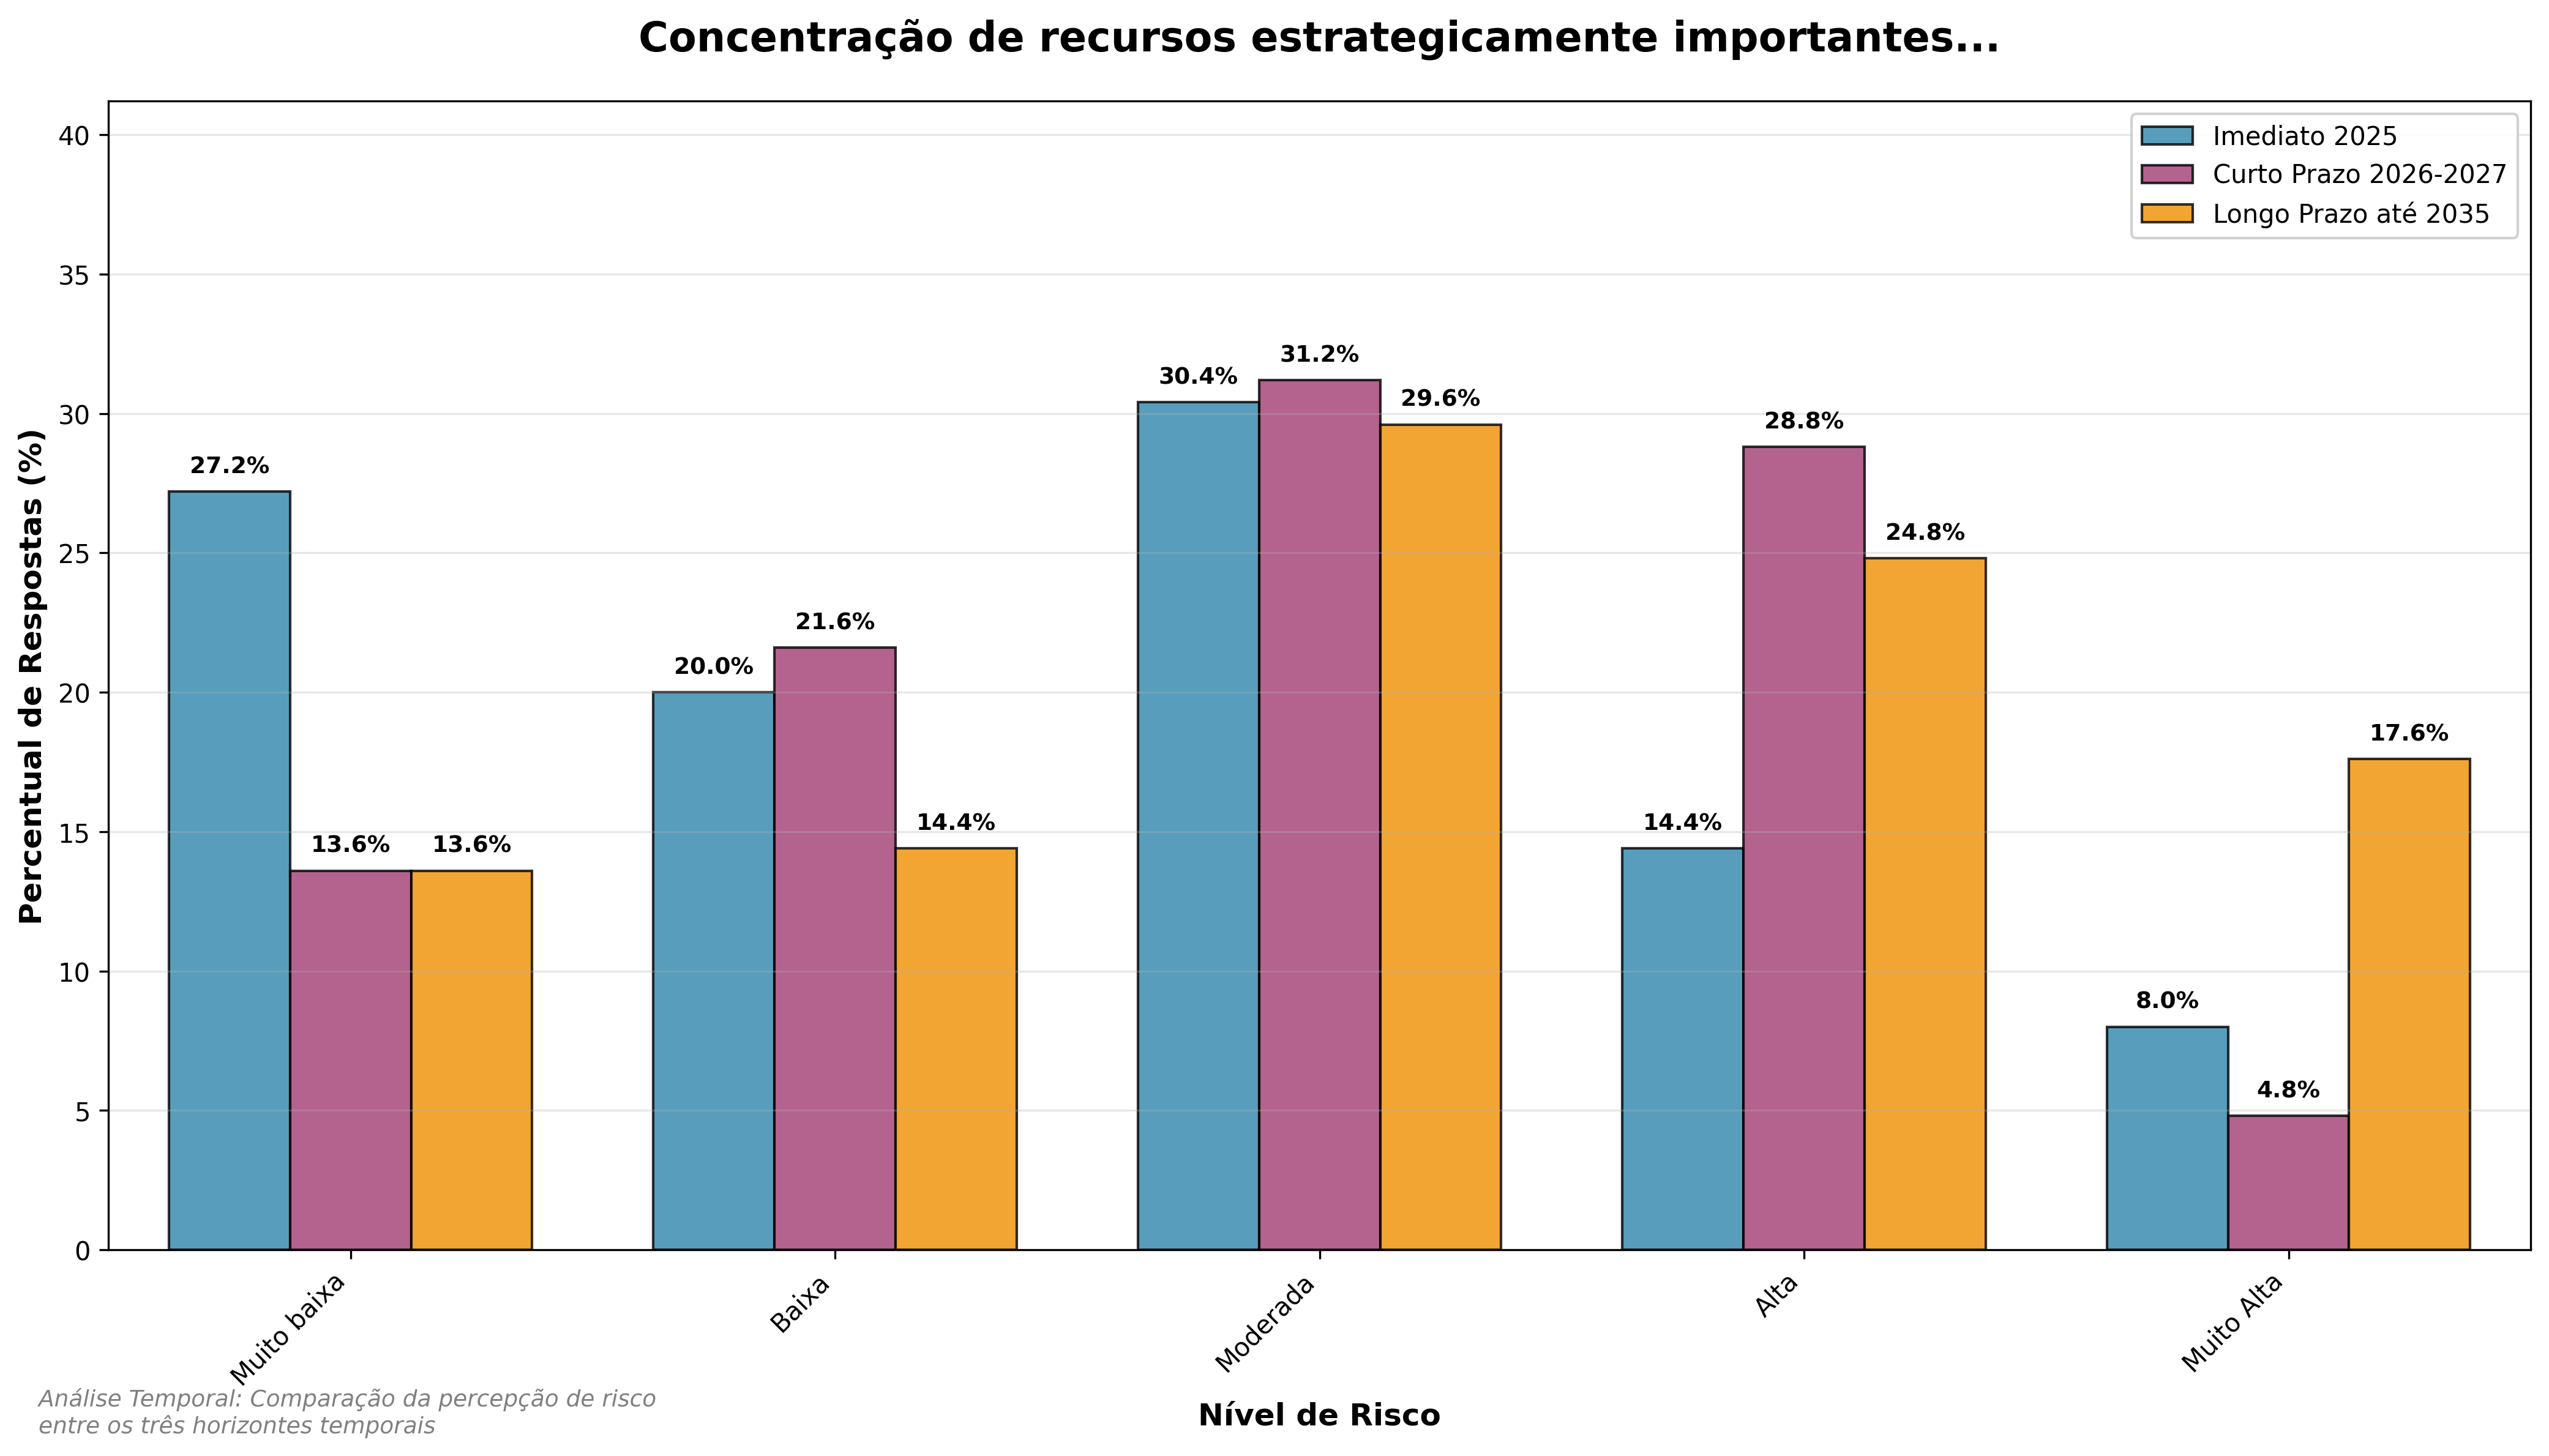 Concentração de recursos estrategicamente importantes...
Percentual de Respostas (%)
40
35
30
25
20
15
10
5
0
Imediato 2025
Curto Prazo 2026-2027
Longo Prazo até 2035
27.2%
13.6%
13.6%
20.0%
21.6%
14.4%
30.4%
31.2%
29.6%
14.4%
28.8%
24.8%
8.0%
4.8%
17.6%
Muito baixa
Baixa
Moderada
Alta
Muito Alta
Nível de Risco
Análise Temporal: Comparação da percepção de risco
entre os três horizontes temporais